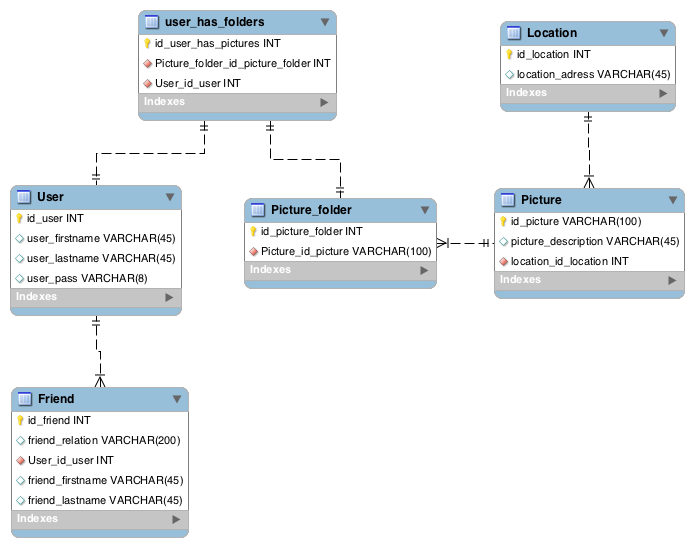 user_has_folders
id_user_has_pictures INT
Picture_folder_id_picture_folder INT
User_id_user INT
Indexes
Location
id_location INT
location_adress VARCHAR(45)
Indexes
User
id_user INT
user_firstname VARCHAR(45)
user_lastname VARCHAR(45)
user_pass VARCHAR(8)
Indexes
Picture_folder
id_picture_folder INT
Picture_id_picture VARCHAR(100)
Indexes
Picture
id_picture VARCHAR(100)
picture_description VARCHAR(45)
location_id_location INT
Indexes
Friend
id_friend INT
friend_relation VARCHAR(200)
User_id_user INT
friend_firstname VARCHAR(45)
friend_lastname VARCHAR(45)
Indexes